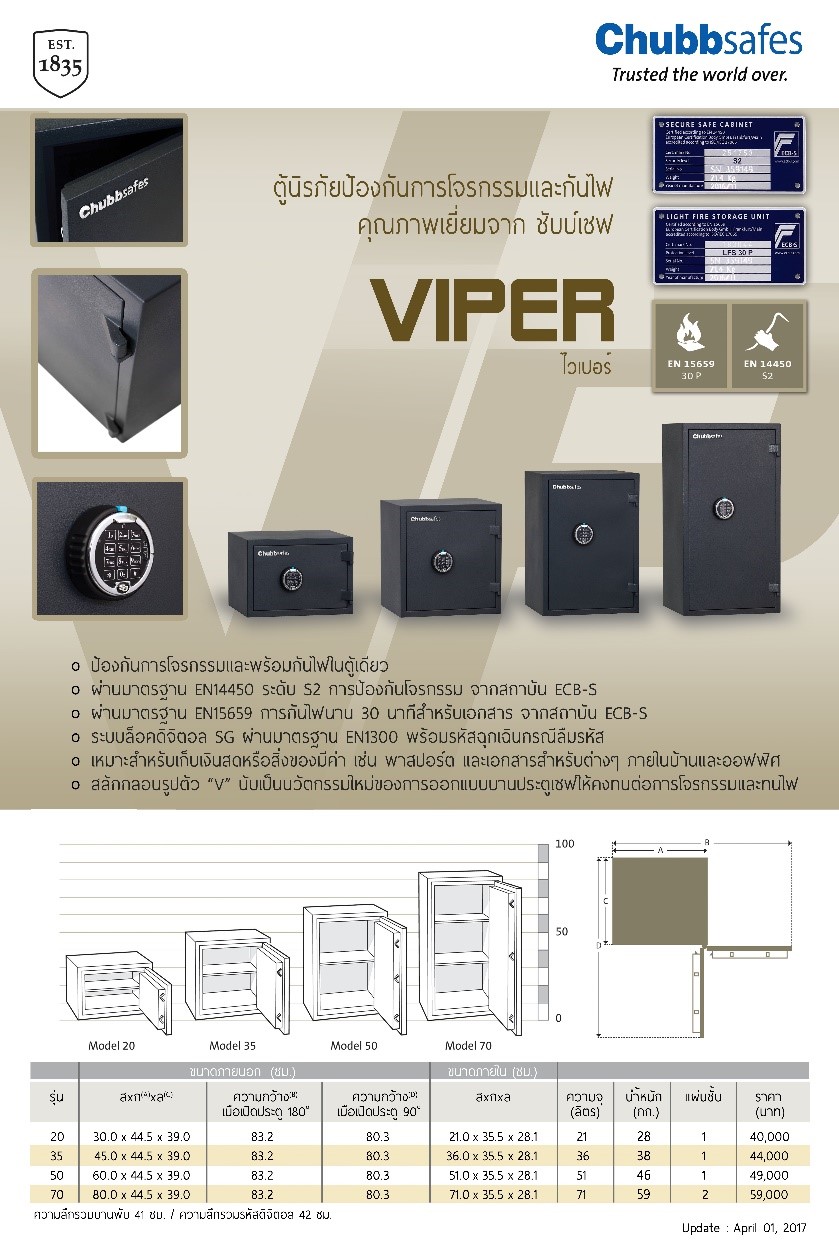 EST.
1835
Chubbsafes
Trusted the world over.
Chubbsafes
ตู้นิรภัยป้องกันการโจรกรรมและกันไฟ
คุณภาพเยี่ยมจาก ชับบ์เซฟ
VIPER
ไวเปอร์
SECURE SAFE CABINET
S2
ECB-S
LIGHT FIRE STORAGE UNIT
LFS 30 P
ECB-S
EN 15659
30 P
EN 14450
S2
Chubbsafes
Chubbsafes
Chubbsafes
Chubbsafes
o ป้องกันการโจรกรรมและพร้อมกันไฟในตู้เดียว
o ผ่านมาตรฐาน EN14450 ระดับ S2 การป้องกันโจรกรรม จากสถาบัน ECB-S
o ผ่านมาตรฐาน EN15659 การกันไฟนาน 30 นาทีสำหรับเอกสาร จากสถาบัน ECB-S
o ระบบล็อคดิจิตอล SG ผ่านมาตรฐาน EN1300 พร้อมรหัสฉุกเฉินกรณีลืมรหัส
o เหมาะสำหรับเก็บเงินสดหรือสิ่งของมีค่า เช่น พาสปอร์ต และเอกสารสำหรับต่างๆ ภายในบ้านและออฟฟิศ
o สลักกลอนรูปตัว “V” นับเป็นนวัตกรรมใหม่ของการออกแบบบานประตูเซฟให้คงทนต่อการโจรกรรมและทนไฟ
100
50
0
B
A
C
D
Model 20 Model 35 Model 50 Model 70
ขนาดภายนอก (ซม.) ขนาดภายใน (ซม.)
รุ่น สxก(A)xล(C) ความกว้าง(B) เมื่อเปิดประตู 180° ความกว้าง(D) เมื่อเปิดประตู 90° สxกxล ความจุ (ลิตร) น้ำหนัก (กก.) แผ่นชั้น ราคา (บาท)
20 30.0 x 44.5 x 39.0 83.2 80.3 21.0 x 35.5 x 28.1 21 28 1 40,000
35 45.0 x 44.5 x 39.0 83.2 80.3 36.0 x 35.5 x 28.1 36 38 1 44,000
50 60.0 x 44.5 x 39.0 83.2 80.3 51.0 x 35.5 x 28.1 51 46 1 49,000
70 80.0 x 44.5 x 39.0 83.2 80.3 71.0 x 35.5 x 28.1 71 59 2 59,000
ความลึกรวมบานพับ 41 ซม. / ความลึกรวมรหัสดิจิตอล 42 ซม.
Update : April 01, 2017